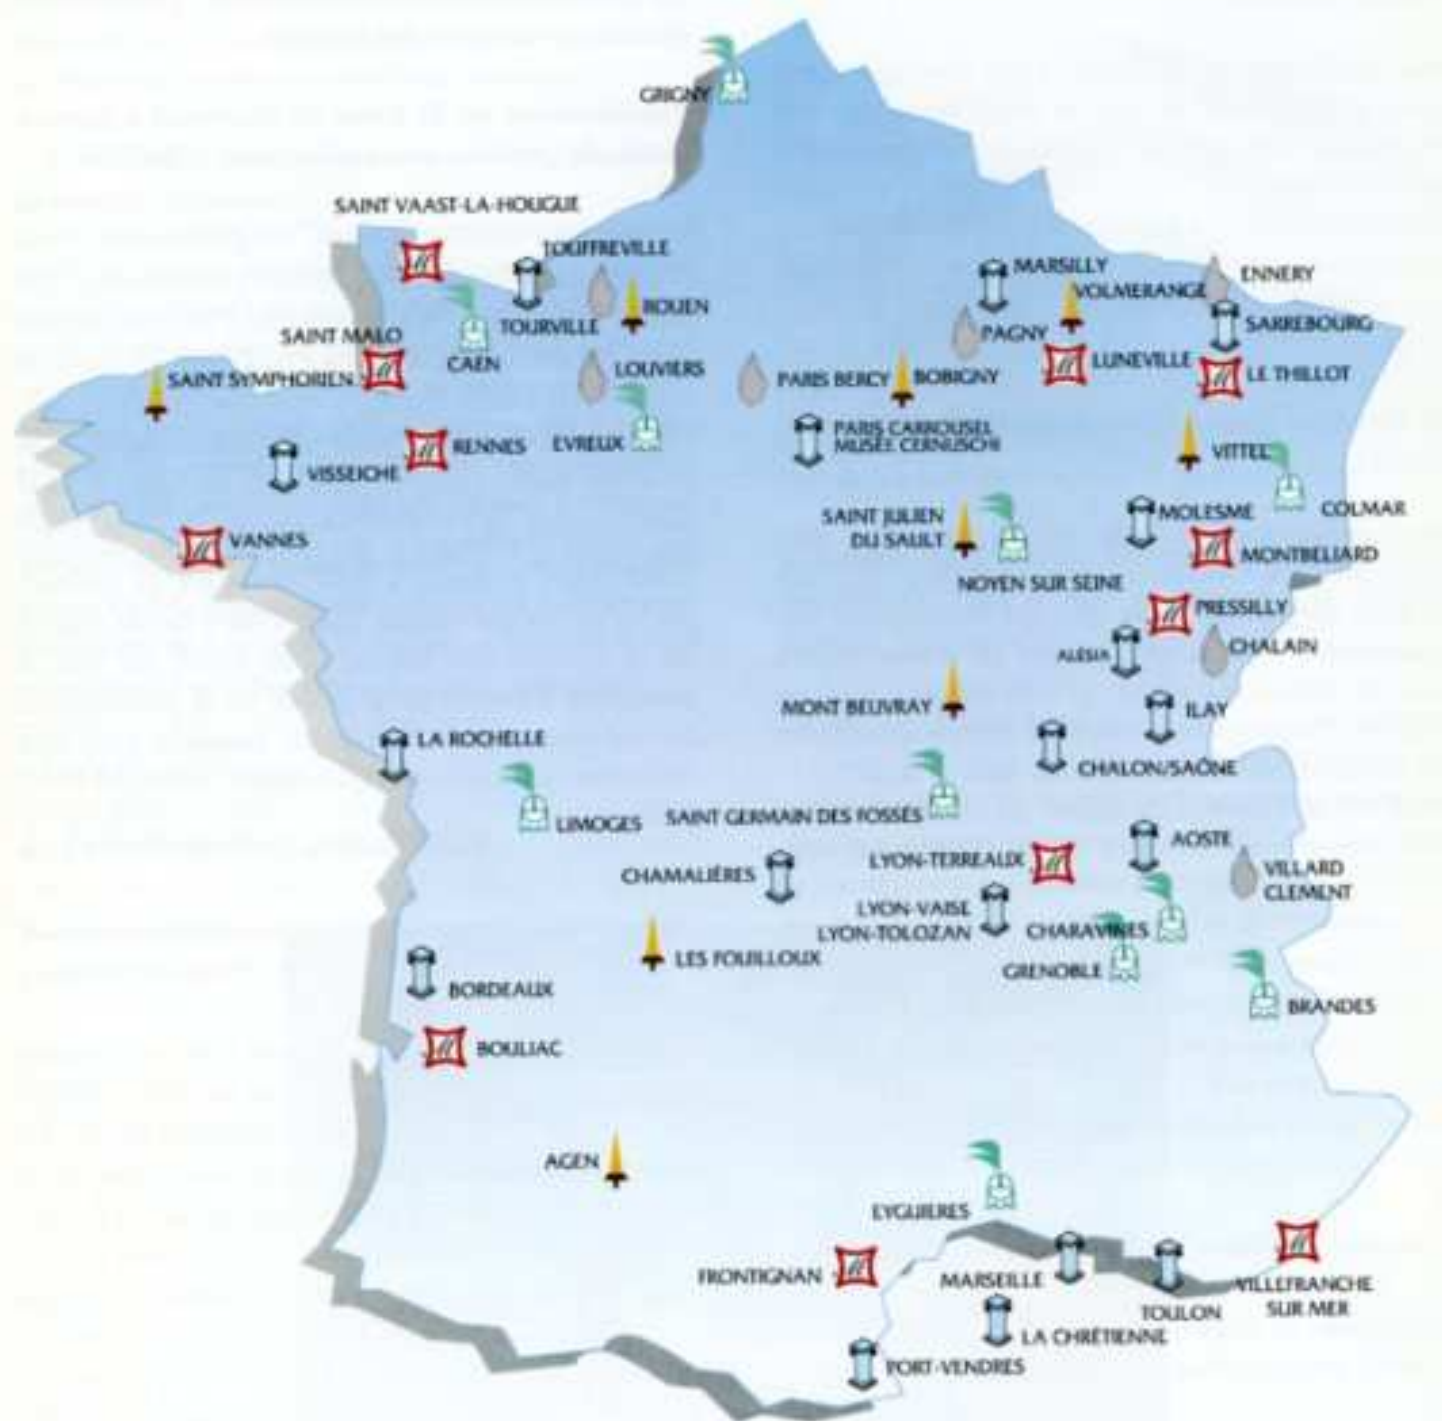 GRIGNY
SAINT VAAST-LA-HOUGUE
TOUFFREVILLE
MARSILLY
ENNERY
VOLMERANGE
ROUEN
TOURVILLE
SARREBOURG
SAINT MALO
PAGNY
CAEN
LOUVIERS
LUNEVILLE
LE THILLOT
SAINT SYMPHORIEN
PARIS BERCY
BOBIGNY
PARIS CARROUSEL
MUSÉE CERNUSCHI
EVREUX
RENNES
VITTEL
VISSEICHE
COLMAR
SAINT JULIEN
DU SAULT
MOLESME
VANNES
MONTBELIARD
NOYEN SUR SEINE
PRESSILLY
CHALAIN
ALESIA
MONT BEUVRAY
ILAY
LA ROCHELLE
CHALON/SAÔNE
LIMOGES
SAINT GERMAIN DES FOSSÉS
AOSTE
LYON-TERREAUX
VILLARD
CLEMENT
CHAMALIÈRES
LYON-VAISE
LYON-TOLOZAN
CHARAVINES
LES FOUILLOUX
GRENOBLE
BORDEAUX
BRANDES
BOULIAC
AGEN
EYGUIERES
FRONTIGNAN
MARSEILLE
VILLEFRANCHE
SUR MER
TOULON
LA CHRÉTIENNE
PORT-VENDRES